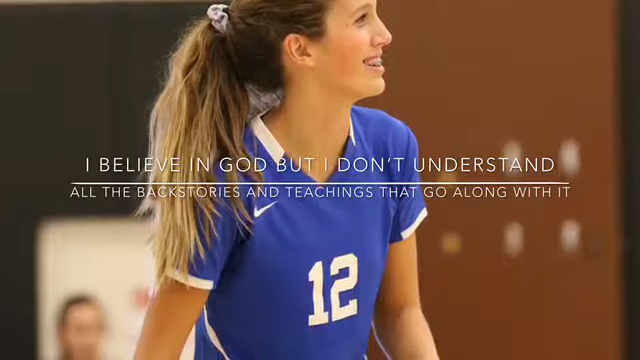 I BELIEVE IN GOD BUT I DON'T UNDERSTAND
ALL THE BACKSTORIES AND TEACHINGS THAT GO ALONG WITH IT
12